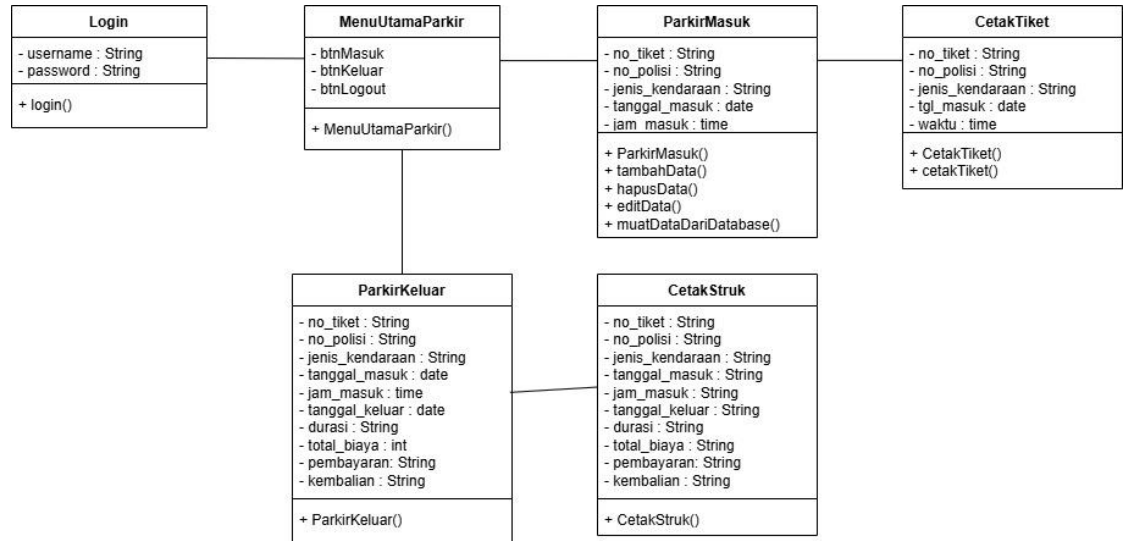 Login
- username : String
- password : String
+ login()
MenuUtamaParkir
- btnMasuk
- btnKeluar
- btnLogout
+ MenuUtamaParkir()
ParkirMasuk
- no_tiket : String
- no_polisi : String
- jenis_kendaraan : String
- tanggal_masuk : date
- jam_masuk : time
+ ParkirMasuk()
+ tambahData()
+ hapusData()
+ editData()
+ muatDataDariDatabase()
CetakTiket
- no_tiket : String
- no_polisi : String
- jenis_kendaraan : String
- tgl_masuk : date
- waktu : time
+ CetakTiket()
+ cetakTiket()
ParkirKeluar
- no_tiket : String
- no_polisi : String
- jenis_kendaraan : String
- tanggal_masuk : date
- jam_masuk : time
- tanggal_keluar : date
- durasi : String
- total_biaya : int
- pembayaran: String
- kembalian : String
+ ParkirKeluar()
CetakStruk
- no_tiket : String
- no_polisi : String
- jenis_kendaraan : String
- tanggal_masuk : String
- jam_masuk : String
- tanggal_keluar : String
- durasi : String
- total_biaya : String
- pembayaran: String
- kembalian : String
+ CetakStruk()